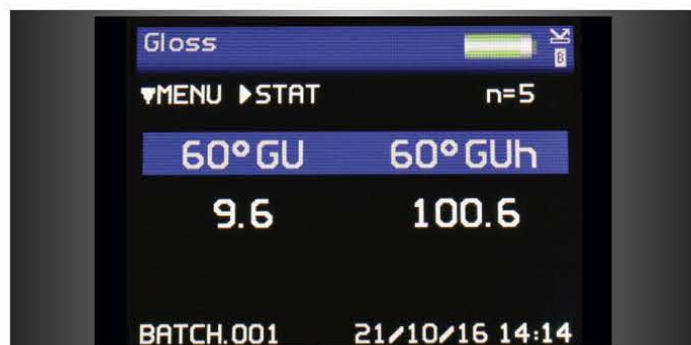 Gloss
B
▼MENU ▶STAT n=5
60°GU 60°GUh
9.6 100.6
BATCH.001 21/10/16 14:14